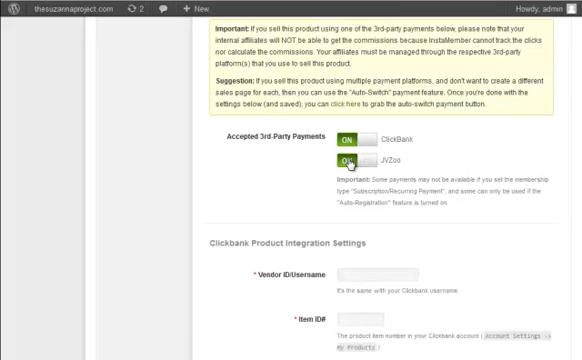 thesuzannaproject.com 2 + New Howdy, admin
Important: If you sell this product using one of the 3rd-party payments below, please note that your
internal affiliates will NOT be able to get the commissions because InstaMember cannot track the clicks
nor calculate the commissions. Your affiliates must be managed through the respective 3rd-party
platform(s) that you use to sell this product.
Suggestion: If you sell this product using multiple payment platforms, and don't want to create a different
sales page for each, then you can use the "Auto-Switch" payment feature. Once you're done with the
settings below (and saved), you can click here to grab the auto-switch payment button.
Accepted 3rd-Party Payments
ON ClickBank
ON JVZoo
Important: Some payments may not be available if you set the membership
type "Subscription/Recurring Payment", and some can only be used if the
"Auto-Registration" feature is turned on.
Clickbank Product Integration Settings
* Vendor ID/Username
It's the same with your Clickbank username.
* Item ID#
The product item number in your Clickbank account ( Account Settings ->
My Products )